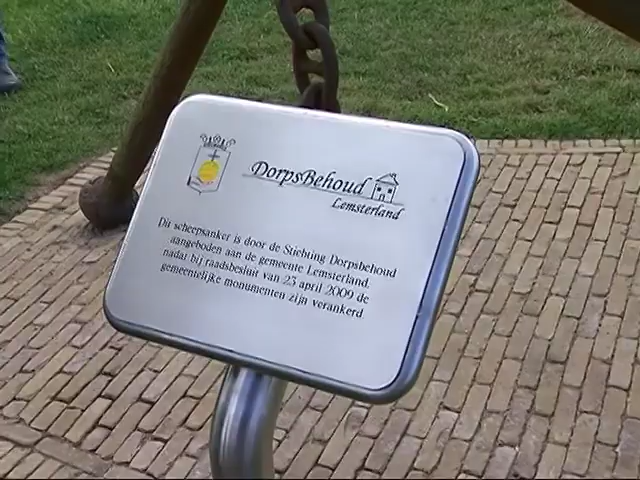 DorpsBehoud
Lemsterland
Dit scheepsanker is door de Stichting Dorpsbehoud
aangeboden aan de gemeente Lemsterland,
nadat bij raadsbesluit van 23 april 2009 de
gemeentelijke monumenten zijn verankerd.